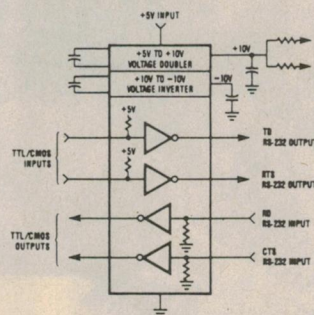 +5V INPUT
+5V TO +10V
VOLTAGE DOUBLER
+10V
+10V TO -10V
VOLTAGE INVERTER
-10V
+5V
TD
RS-232 OUTPUT
+5V
TTL/CMOS
INPUTS
RTS
RS-232 OUTPUT
RD
RS-232 INPUT
TTL/CMOS
OUTPUTS
CTS
RS-232 INPUT